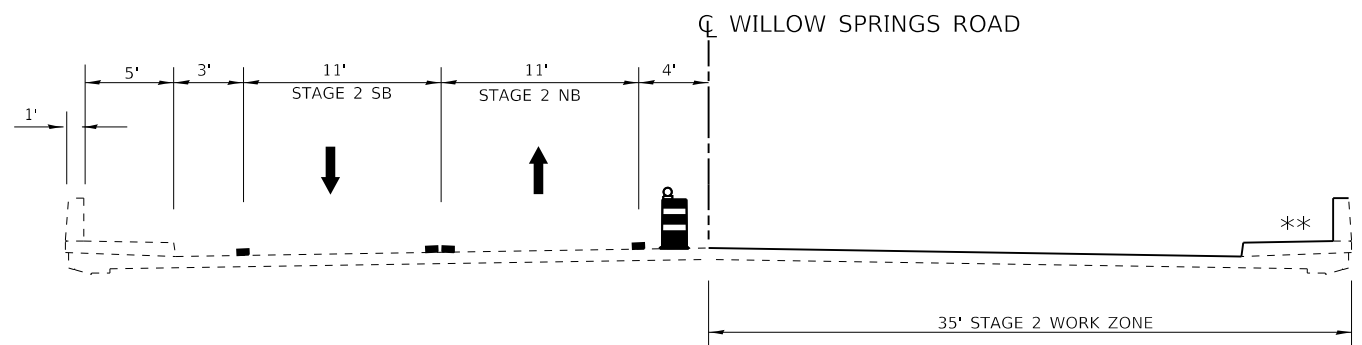 ℄ WILLOW SPRINGS ROAD
5' 3' 11' 11' 4'
STAGE 2 SB STAGE 2 NB
1'
**
35' STAGE 2 WORK ZONE